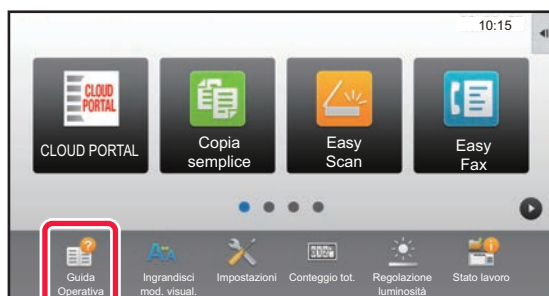 10:15
CLOUD
PORTAL
CLOUD PORTAL
Copia
semplice
Easy
Scan
Easy
Fax
Guida
Operativa
Ingrandisci
mod. visual.
Impostazioni
Conteggio tot.
Regolazione
luminosità
Stato lavoro